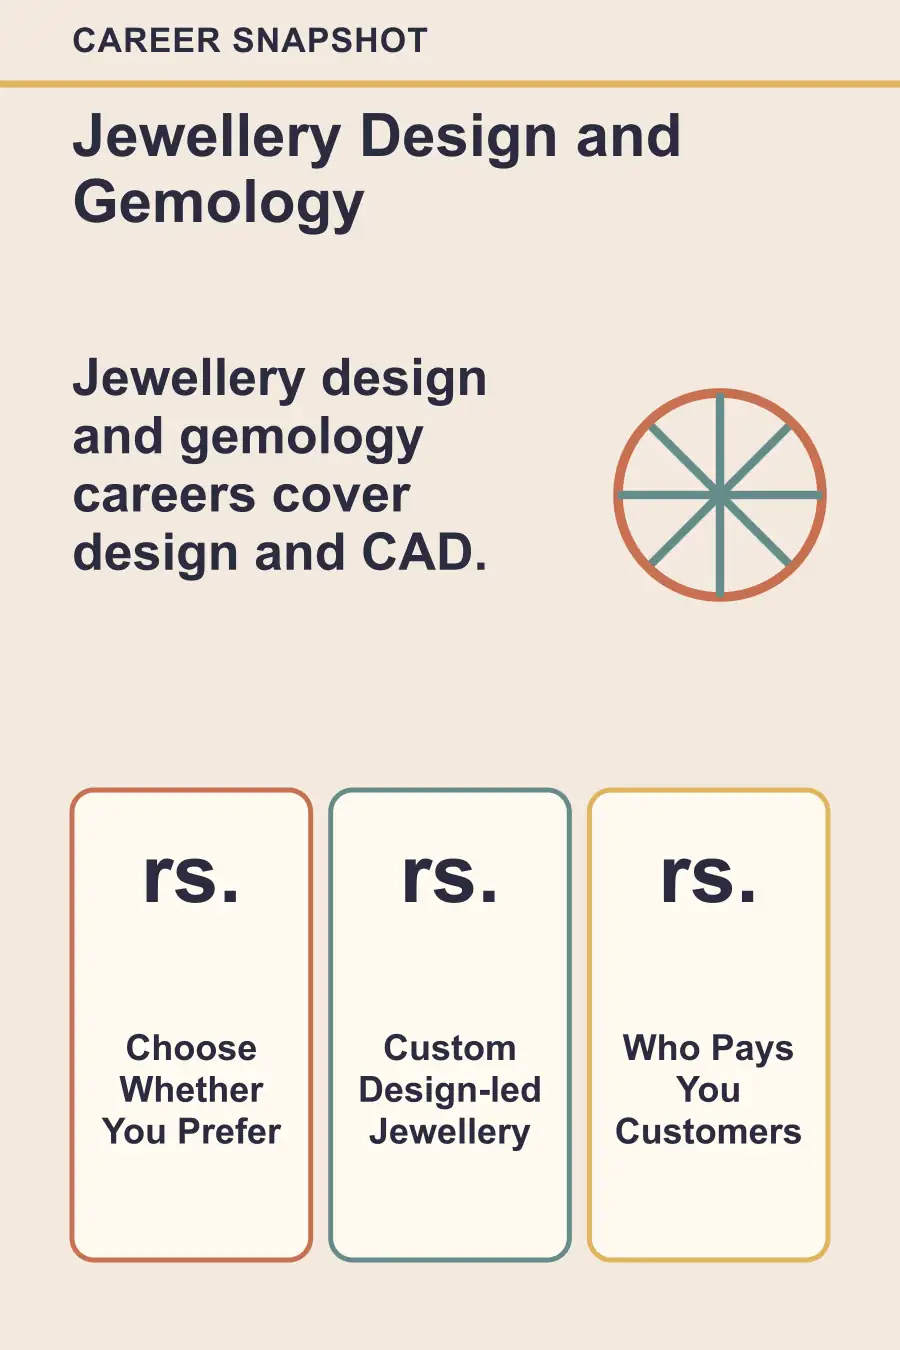 CAREER SNAPSHOT
Jewellery Design and
Gemology
Jewellery design
and gemology
careers cover
design and CAD.
rs.
Choose
Whether
You Prefer
rs.
Custom
Design-led
Jewellery
rs.
Who Pays
You
Customers